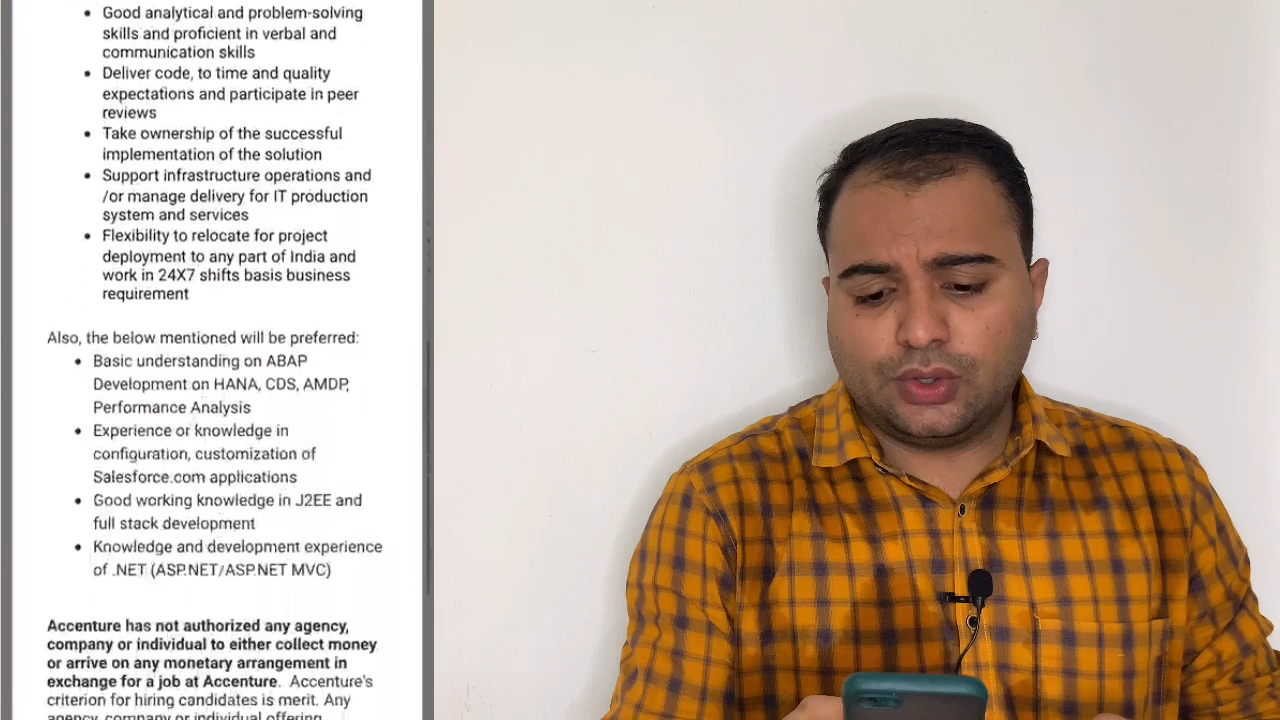 Good analytical and problem-solving
skills and proficient in verbal and
communication skills
Deliver code, to time and quality
expectations and participate in peer
reviews
Take ownership of the successful
implementation of the solution
Support infrastructure operations and
/or manage delivery for IT production
system and services
Flexibility to relocate for project
deployment to any part of India and
work in 24X7 shifts basis business
requirement
Also, the below mentioned will be preferred:
Basic understanding on ABAP
Development on HANA, CDS, AMDP,
Performance Analysis
Experience or knowledge in
configuration, customization of
Salesforce.com applications
Good working knowledge in J2EE and
full stack development
Knowledge and development experience
of .NET (ASP.NET/ASP.NET MVC)
Accenture has not authorized any agency,
company or individual to either collect money
or arrive on any monetary arrangement in
exchange for a job at Accenture. Accenture's
criterion for hiring candidates is merit. Any
agency, company or individual offering